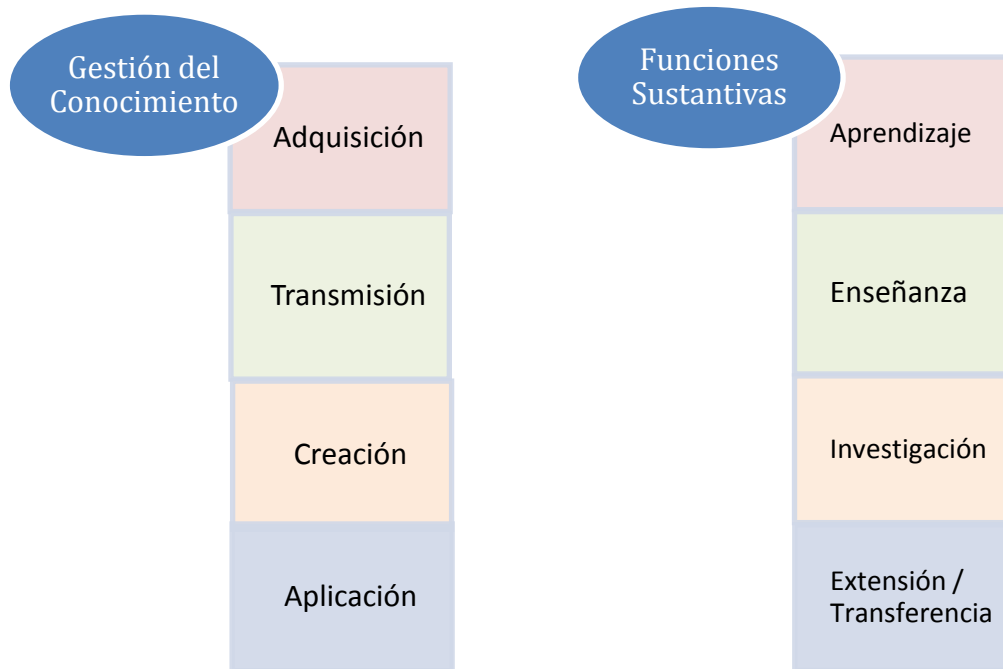 Gestión del
Conocimiento
Adquisición
Transmisión
Creación
Aplicación
Funciones
Sustantivas
Aprendizaje
Enseñanza
Investigación
Extensión /
Transferencia